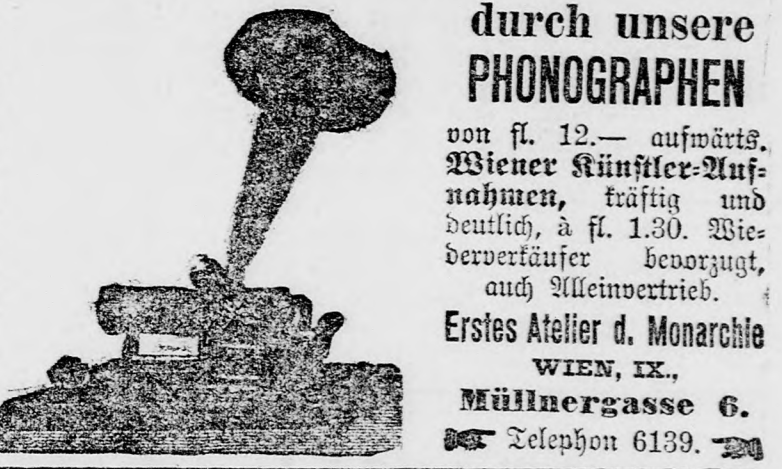 durch unsere
PHONOGRAPHEN
von fl. 12.— aufwärts.
Wiener Künstler-Auf-
nahmen, kräftig und
deutlich, à fl. 1.30. Wie-
derverkäufer bevorzugt,
auch Alleinvertrieb.
Erstes Atelier d. Monarchie
WIEN, IX.,
Müllnergasse 6.
Telephon 6139.